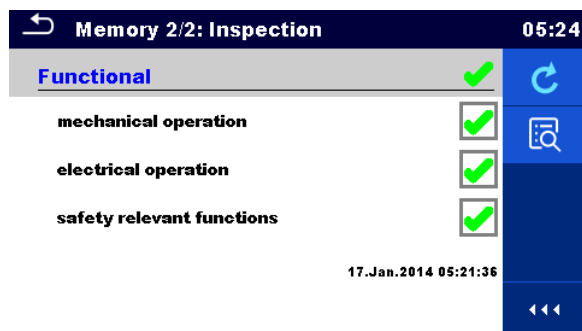 Memory 2/2: Inspection 05:24
Functional
mechanical operation
electrical operation
safety relevant functions
17.Jan.2014 05:21:36